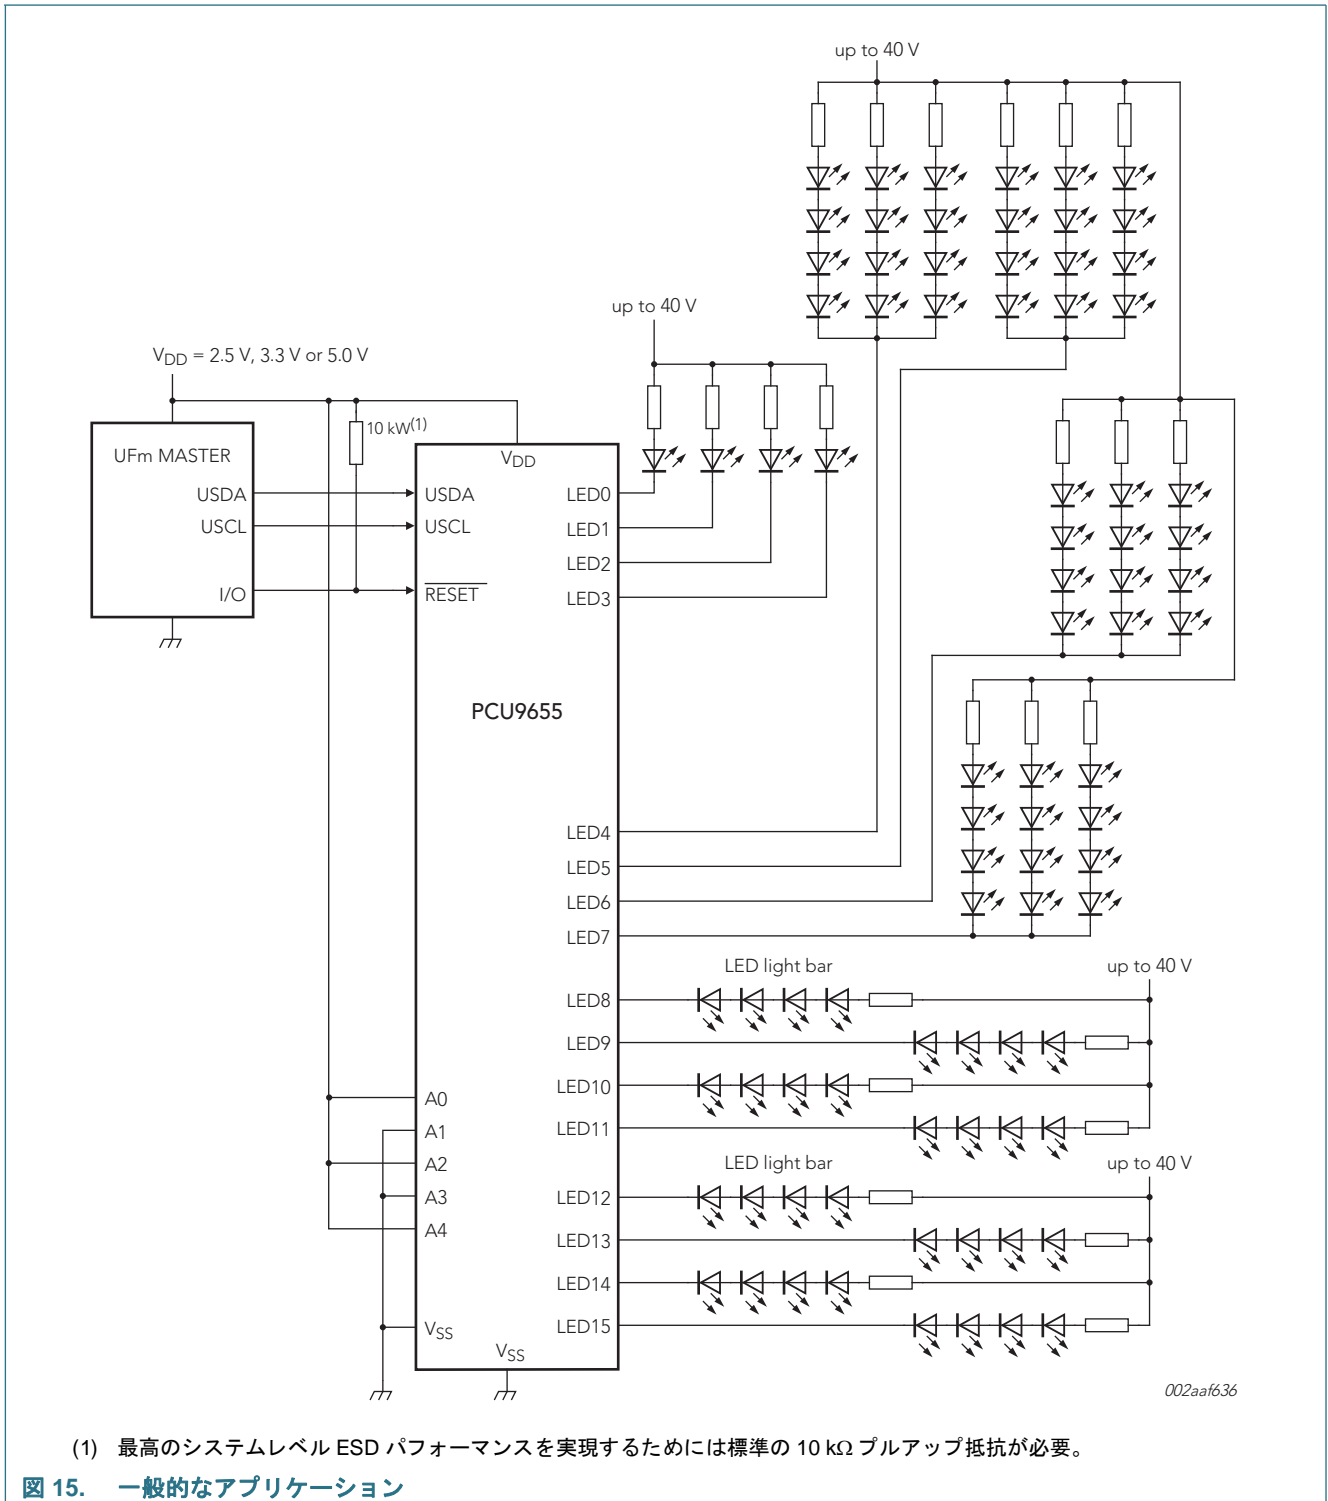 up to 40 V
up to 40 V
VDD = 2.5 V, 3.3 V or 5.0 V
10 kW(1)
UFm MASTER
USDA
USCL
I/O
VDD
USDA
USCL
RESET
LED0
LED1
LED2
LED3
PCU9655
LED4
LED5
LED6
LED7
LED light bar
up to 40 V
LED8
LED9
LED10
LED11
A0
A1
A2
A3
A4
LED light bar
up to 40 V
LED12
LED13
LED14
LED15
VSS
VSS
002aaf636
(1) 最高のシステムレベル ESD パフォーマンスを実現するためには標準の 10 kΩ プルアップ抵抗が必要。
図 15. 一般的なアプリケーション